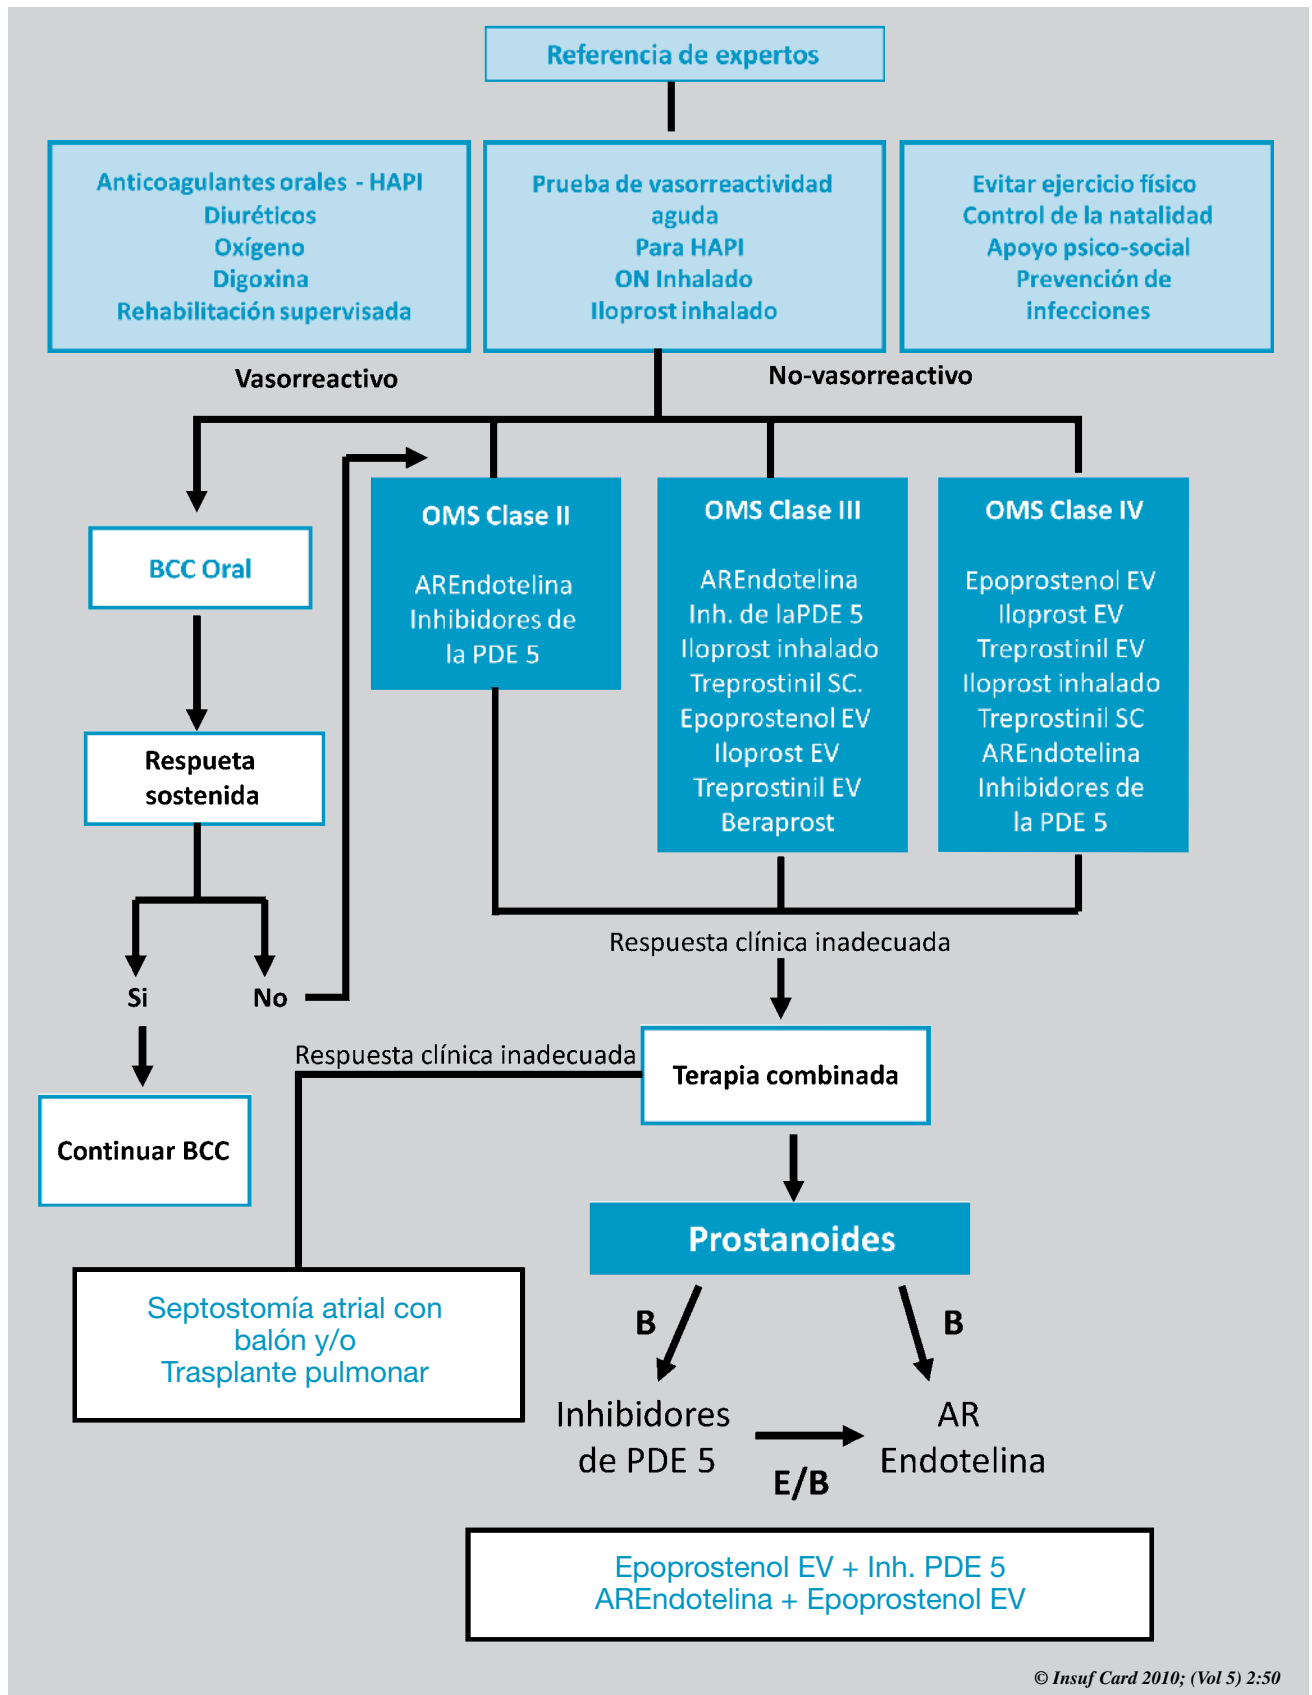 Referencia de expertos
Anticoagulantes orales - HAPI
Diuréticos
Oxígeno
Digoxina
Rehabilitación supervisada
Prueba de vasorreactividad
aguda
Para HAPI
ON Inhalado
Iloprost inhalado
Evitar ejercicio físico
Control de la natalidad
Apoyo psico-social
Prevención de
infecciones
Vasorreactivo
No-vasorreactivo
BCC Oral
OMS Clase II
AREndotelina
Inhibidores de
la PDE 5
OMS Clase III
AREndotelina
Inh. de laPDE 5
Iloprost inhalado
Treprostinil SC.
Epoprostenol EV
Iloprost EV
Treprostinil EV
Beraprost
OMS Clase IV
Epoprostenol EV
Iloprost EV
Treprostinil EV
Iloprost inhalado
Treprostinil SC
AREndotelina
Inhibidores de
la PDE 5
Respueta
sostenida
Si
No
Respuesta clínica inadecuada
Continuar BCC
Respuesta clínica inadecuada
Terapia combinada
Prostanoides
Septostomía atrial con
balón y/o
Trasplante pulmonar
B
B
Inhibidores
de PDE 5
E/B
AR
Endotelina
Epoprostenol EV + Inh. PDE 5
AREndotelina + Epoprostenol EV
© Insuf Card 2010; (Vol 5) 2:50